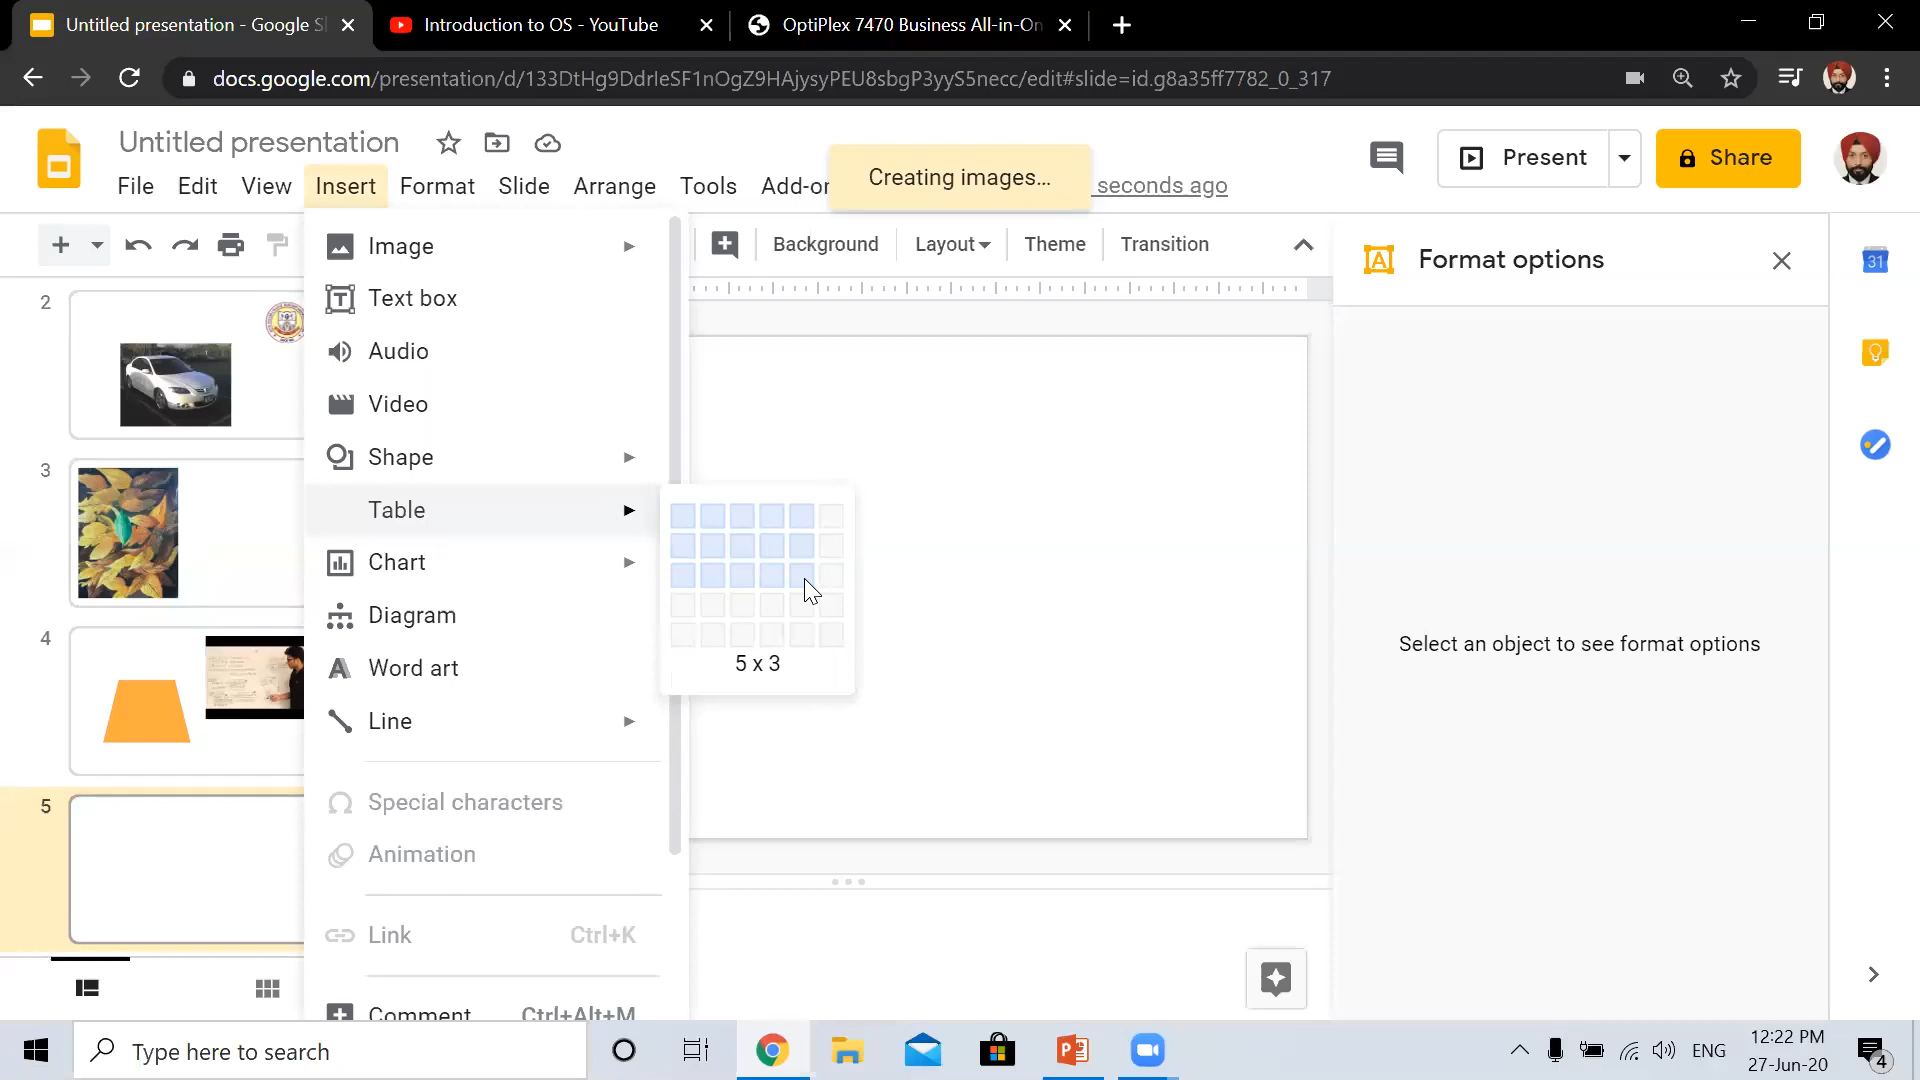 Untitled presentation - Google Sl
Introduction to OS - YouTube
OptiPlex 7470 Business All-in-On
docs.google.com/presentation/d/133DtHg9DdrIeSF1nOgZ9HAjysyPEU8sbgP3yyS5necc/edit#slide=id.g8a35ff7782_0_317
Untitled presentation
File Edit View Insert Format Slide Arrange Tools Add-on
Creating images...
seconds ago
Present
Share
Background Layout Theme Transition
Format options
31
Image
Text box
Audio
Video
Shape
Table
Chart
Diagram
Word art
Line
Special characters
Animation
Link Ctrl+K
Comment Ctrl+Alt+M
5 x 3
2
3
4
5
Select an object to see format options
Type here to search
ENG
12:22 PM
27-Jun-20
4